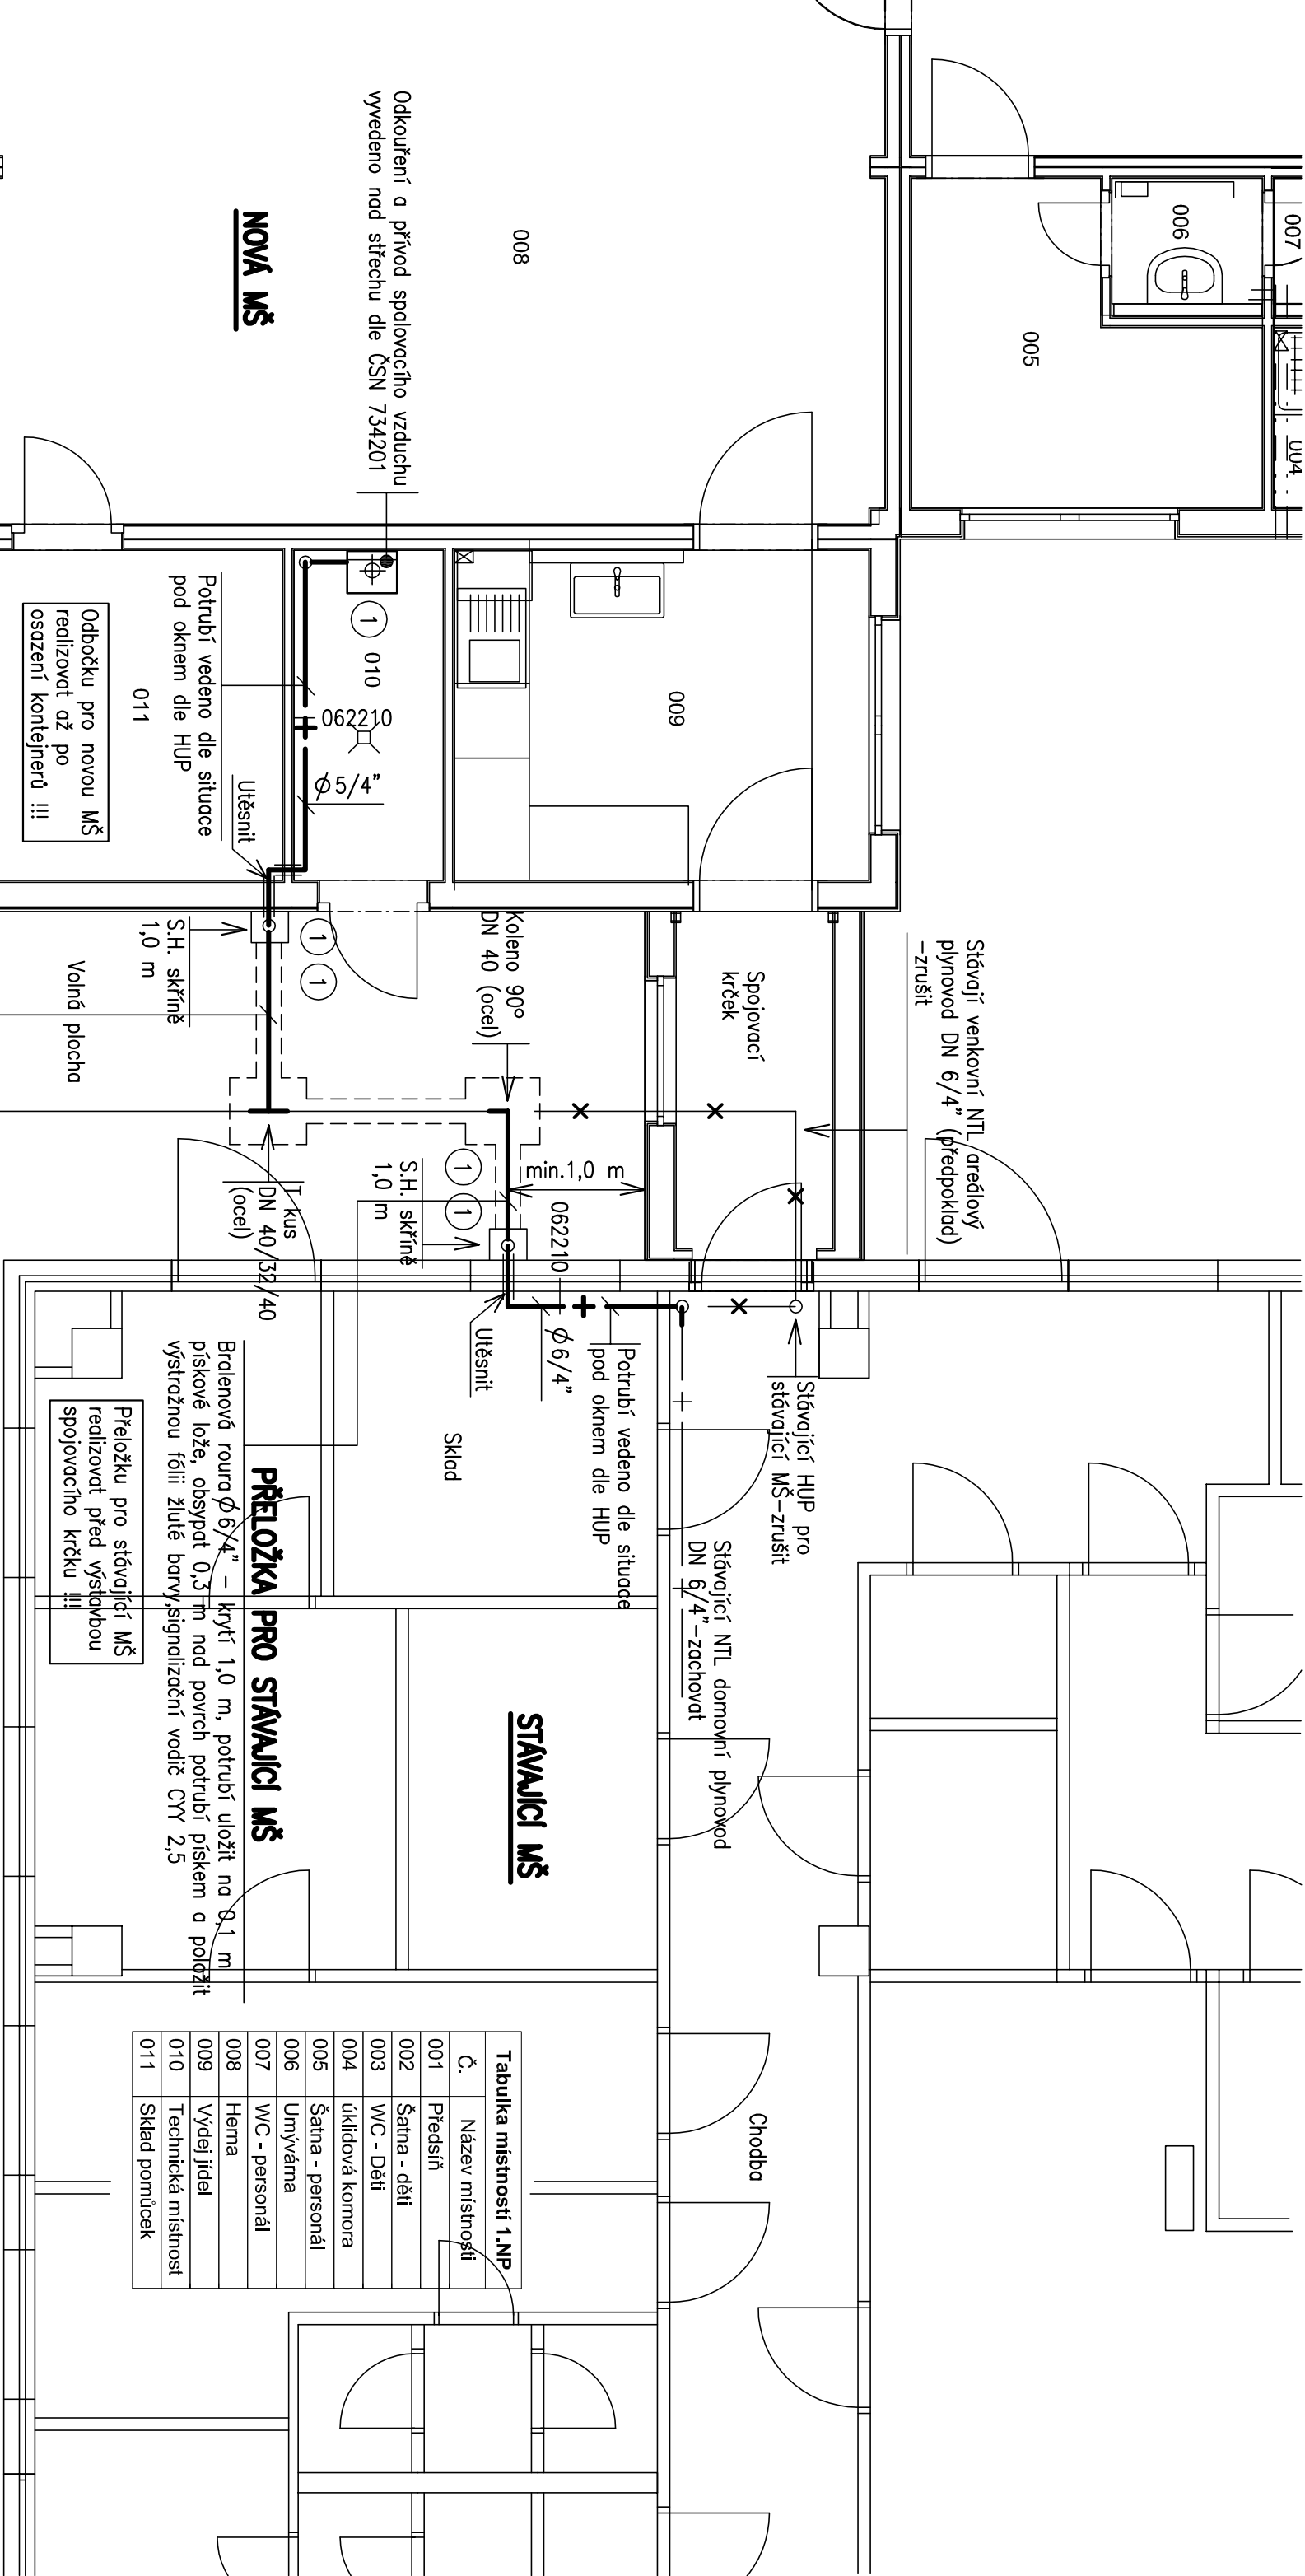 007
006
004
005
008
Odkouření a přívod spalovacího vzduchu
vyvedeno nad střechu dle ČSN 734201
NOVÁ MŠ
009
010
1
062210
∅5/4"
Potrubí vedeno dle situace
pod oknem dle HUP
011
Odbočku pro novou MŠ
realizovat až po
osazení kontejnerů !!!
Utěsnit
1
1
S.H. skříně
1,0 m
Volná plocha
Koleno 90°
DN 40 (ocel)
Spojovací
krček
Stávají venkovní NTL areálový
plynovod DN 6/4" (předpoklad)
-zrušit
min.1,0 m
1
1
S.H. skříně
1,0 m
T kus
DN 40/32/40
(ocel)
062210
∅6/4"
Utěsnit
Potrubí vedeno dle situace
pod oknem dle HUP
Stávající HUP pro
stávající MŠ-zrušit
Stávající NTL domovní plynovod
DN 6/4"-zachovat
Sklad
PŘELOŽKA PRO STÁVAJÍCÍ MŠ
Bralenová roura ∅6/4" - krytí 1,0 m, potrubí uložit na 0,1 m
pískové lože, obsypat 0,3 m nad povrch potrubí pískem a položit
výstražnou fólii žluté barvy,signalizační vodič CYY 2,5
Přeložku pro stávající MŠ
realizovat před výstavbou
spojovacího krčku !!!
STÁVAJÍCÍ MŠ
Chodba
Tabulka místností 1.NP
Č. Název místnosti
001 Předsíň
002 Šatna - děti
003 WC - Děti
004 úklidová komora
005 Šatna - personál
006 Umývárna
007 WC - personál
008 Herna
009 Výdej jídel
010 Technická místnost
011 Sklad pomůcek